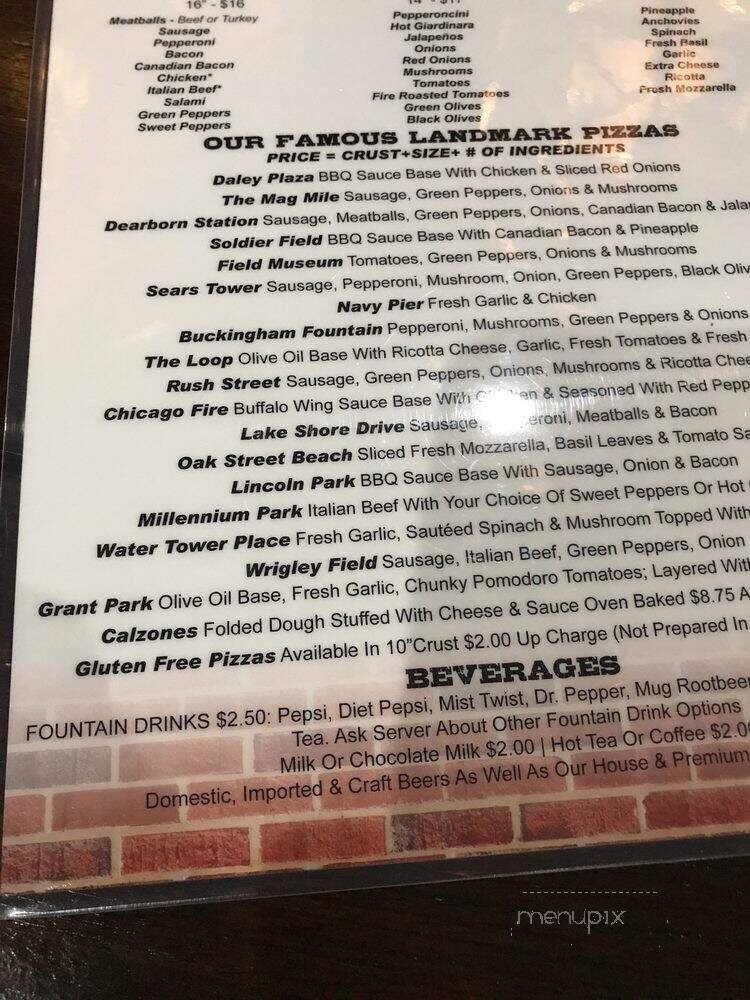 16" - $16
Meatballs - Beef or Turkey
Sausage
Pepperoni
Bacon
Canadian Bacon
Chicken*
Italian Beef*
Salami
Green Peppers
Sweet Peppers
14" - $17
Pepperoncini
Hot Giardinara
Jalapeños
Onions
Red Onions
Mushrooms
Tomatoes
Fire Roasted Tomatoes
Green Olives
Black Olives
Pineapple
Anchovies
Spinach
Fresh Basil
Garlic
Extra Cheese
Ricotta
Fresh Mozzarella
OUR FAMOUS LANDMARK PIZZAS
PRICE = CRUST+SIZE+ # OF INGREDIENTS
Daley Plaza BBQ Sauce Base With Chicken & Sliced Red Onions
The Mag Mile Sausage, Green Peppers, Onions & Mushrooms
Dearborn Station Sausage, Meatballs, Green Peppers, Onions, Canadian Bacon & Jala
Soldier Field BBQ Sauce Base With Canadian Bacon & Pineapple
Field Museum Tomatoes, Green Peppers, Onions & Mushrooms
Sears Tower Sausage, Pepperoni, Mushroom, Onion, Green Peppers, Black Oliv
Navy Pier Fresh Garlic & Chicken
Buckingham Fountain Pepperoni, Mushrooms, Green Peppers & Onions
The Loop Olive Oil Base With Ricotta Cheese, Garlic, Fresh Tomatoes & Fresh
Rush Street Sausage, Green Peppers, Onions, Mushrooms & Ricotta Chee
Chicago Fire Buffalo Wing Sauce Base With & Seasoned With Red Pepp
Lake Shore Drive Sausage, Meatballs & Bacon
Oak Street Beach Sliced Fresh Mozzarella, Basil Leaves & Tomato Sa
Lincoln Park BBQ Sauce Base With Sausage, Onion & Bacon
Millennium Park Italian Beef With Your Choice Of Sweet Peppers Or Hot
Water Tower Place Fresh Garlic, Sautéed Spinach & Mushroom Topped With
Wrigley Field Sausage, Italian Beef, Green Peppers, Onion
Grant Park Olive Oil Base, Fresh Garlic, Chunky Pomodoro Tomatoes; Layered With
Calzones Folded Dough Stuffed With Cheese & Sauce Oven Baked $8.75 A
Gluten Free Pizzas Available In 10"Crust $2.00 Up Charge (Not Prepared In
BEVERAGES
FOUNTAIN DRINKS $2.50: Pepsi, Diet Pepsi, Mist Twist, Dr. Pepper, Mug Rootbeer
Tea. Ask Server About Other Fountain Drink Options
Milk Or Chocolate Milk $2.00 | Hot Tea Or Coffee $2.0
Domestic, Imported & Craft Beers As Well As Our House & Premium
menupix